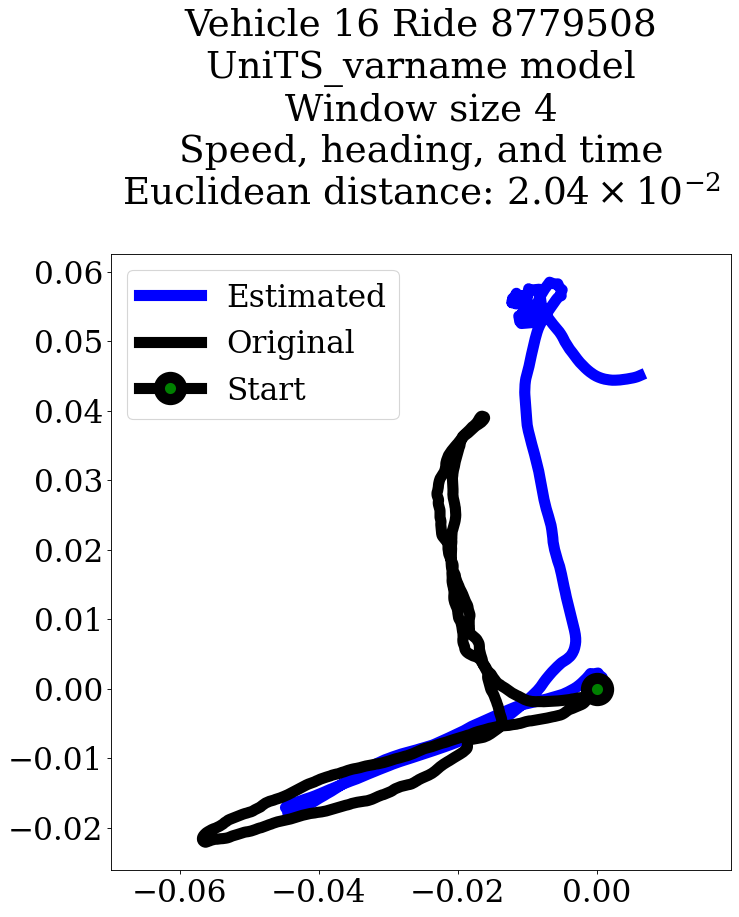 Vehicle 16 Ride 8779508
UniTS_varname model
Window size 4
Speed, heading, and time
Euclidean distance: 2.04 × 10⁻²
Estimated
Original
Start
0.06
0.05
0.04
0.03
0.02
0.01
0.00
−0.01
−0.02
−0.06 −0.04 −0.02 0.00